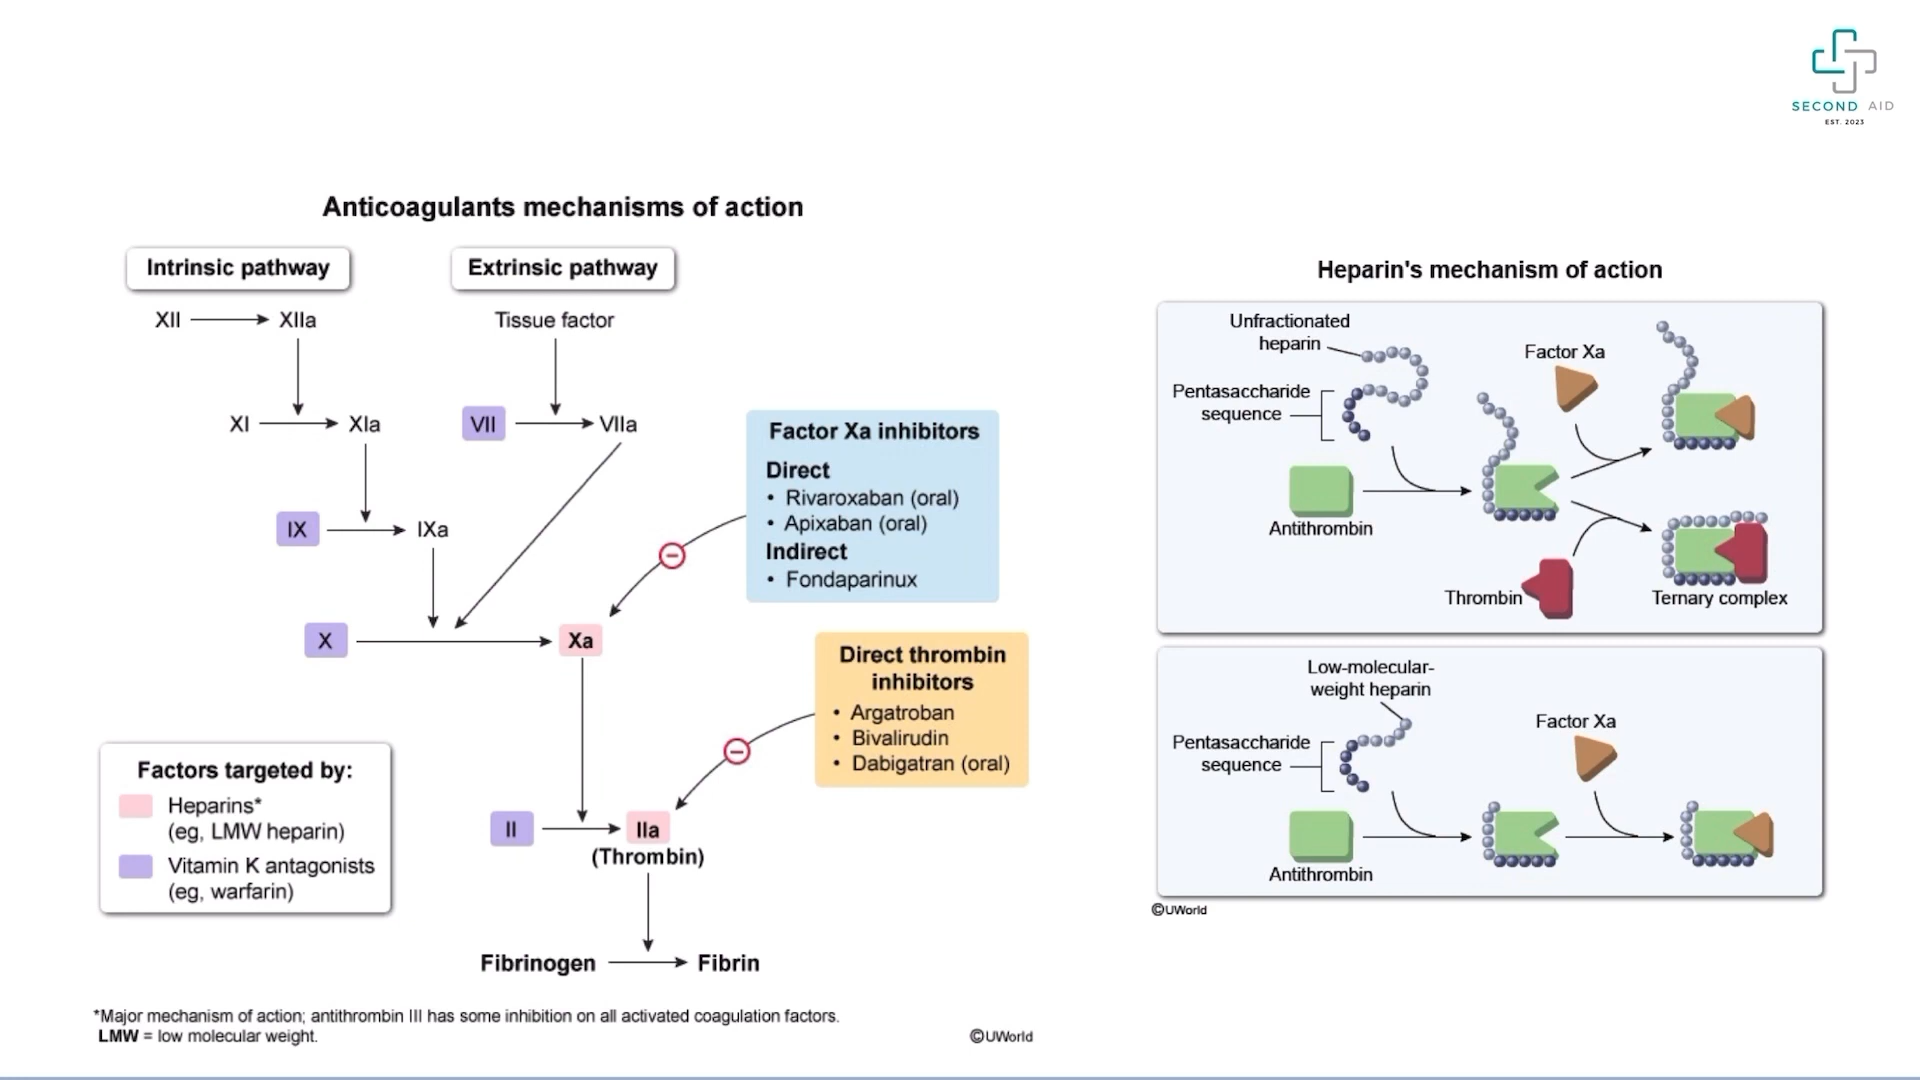 SECOND AID
EST. 2023
Anticoagulants mechanisms of action
Intrinsic pathway
Extrinsic pathway
XII
XIIa
Tissue factor
XI
XIa
VII
VIIa
IX
IXa
X
Xa
II
IIa
(Thrombin)
Fibrinogen
Fibrin
Factor Xa inhibitors
Direct
• Rivaroxaban (oral)
• Apixaban (oral)
Indirect
• Fondaparinux
Direct thrombin
inhibitors
• Argatroban
• Bivalirudin
• Dabigatran (oral)
Factors targeted by:
Heparins*
(eg, LMW heparin)
Vitamin K antagonists
(eg, warfarin)
*Major mechanism of action; antithrombin III has some inhibition on all activated coagulation factors.
LMW = low molecular weight.
©UWorld
Heparin's mechanism of action
Unfractionated
heparin
Pentasaccharide
sequence
Factor Xa
Antithrombin
Thrombin
Ternary complex
Low-molecular-
weight heparin
Pentasaccharide
sequence
Factor Xa
Antithrombin
©UWorld